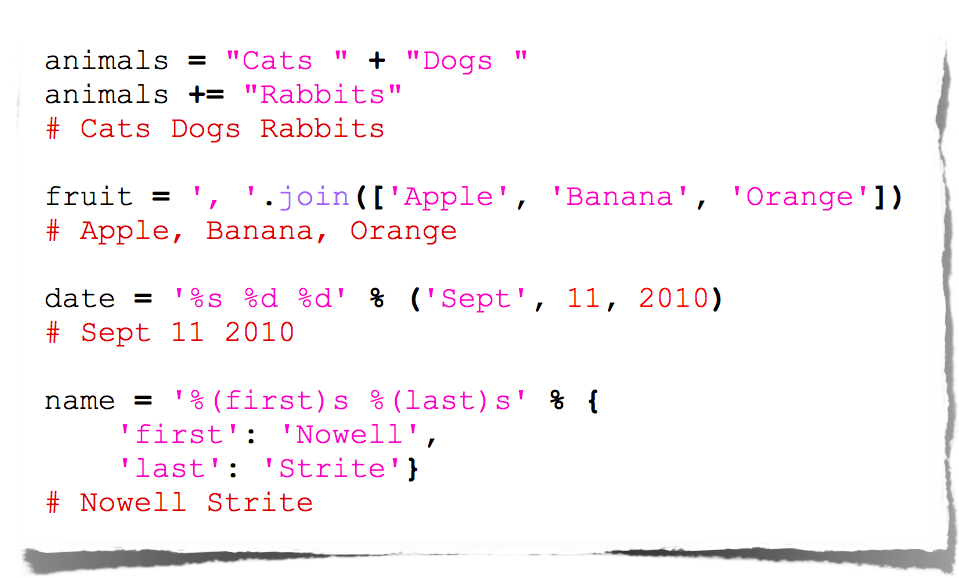 animals = "Cats " + "Dogs "
animals += "Rabbits"
# Cats Dogs Rabbits
fruit = ', '.join(['Apple', 'Banana', 'Orange'])
# Apple, Banana, Orange
date = '%s %d %d' % ('Sept', 11, 2010)
# Sept 11 2010
name = '%(first)s %(last)s' % {
    'first': 'Nowell',
    'last': 'Strite'}
# Nowell Strite